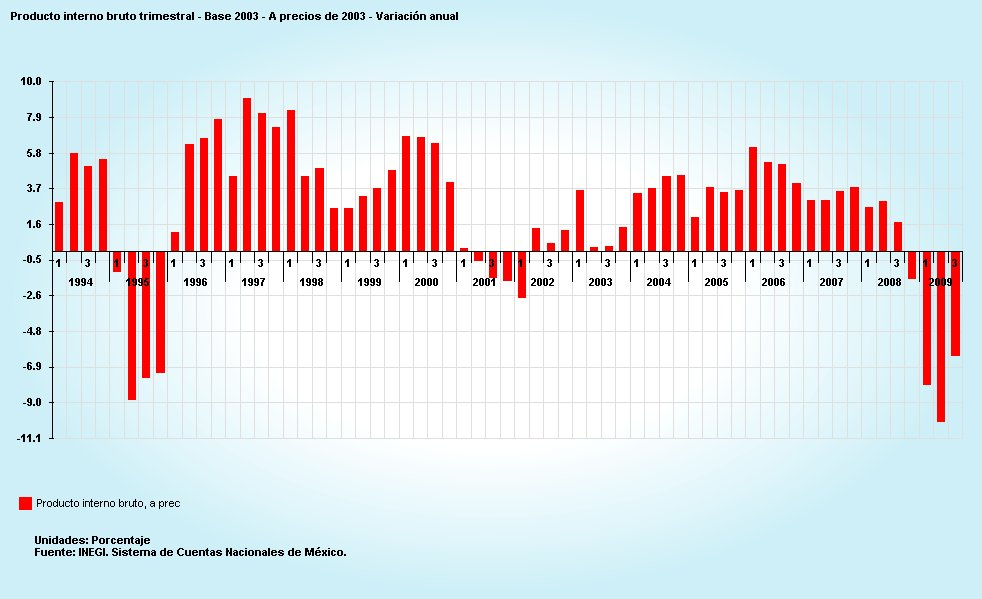 Producto interno bruto trimestral - Base 2003 - A precios de 2003 - Variación anual
10.0
7.9
5.8
3.7
1.6
-0.5
-2.6
-4.8
-6.9
-9.0
-11.1
1 3 1 3 1 3 1 3 1 3 1 3 1 3 1 3 1 3 1 3 1 3 1 3 1 3 1 3 1 3 1 3
1994 1995 1996 1997 1998 1999 2000 2001 2002 2003 2004 2005 2006 2007 2008 2009
Producto interno bruto, a prec
Unidades: Porcentaje
Fuente: INEGI. Sistema de Cuentas Nacionales de México.